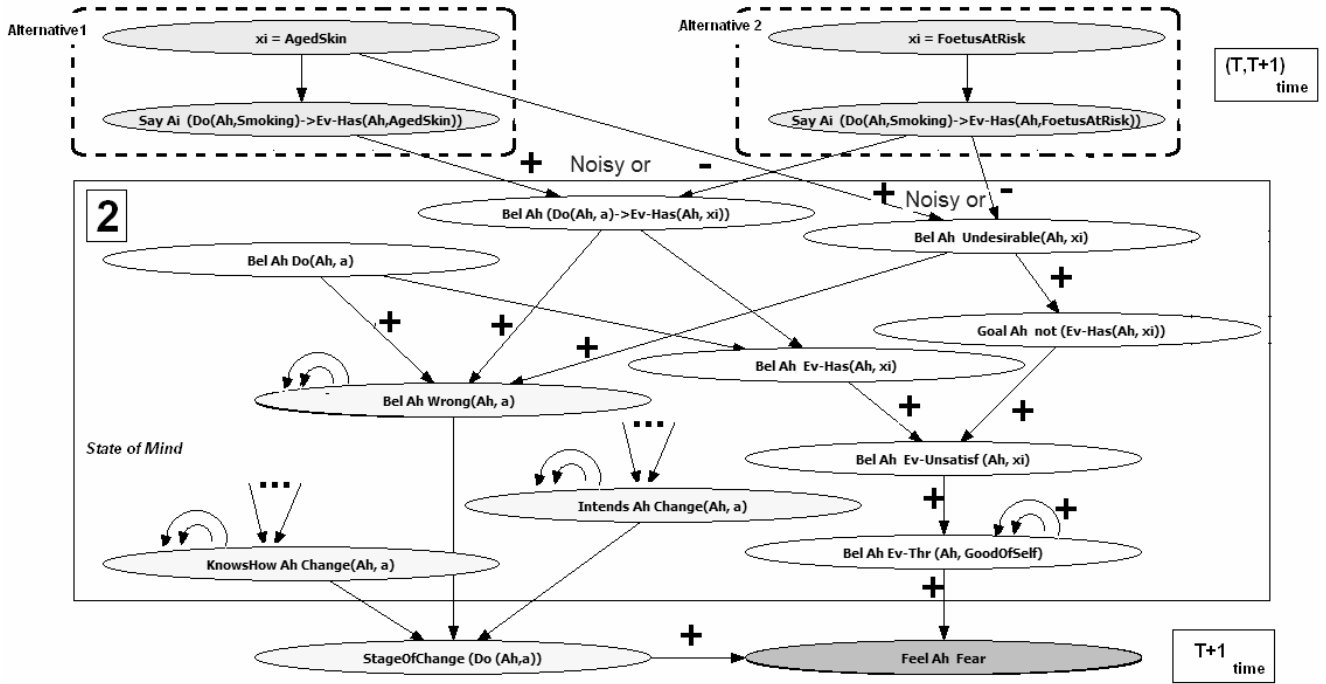 Alternative1
xi = AgedSkin
Alternative 2
xi = FoetusAtRisk
(T,T+1)
time
Say Ai (Do(Ah,Smoking)->Ev-Has(Ah,AgedSkin))
Say Ai (Do(Ah,Smoking)->Ev-Has(Ah,FoetusAtRisk))
+ Noisy or -
+ Noisy or -
2
Bel Ah (Do(Ah, a)->Ev-Has(Ah, xi))
Bel Ah Undesirable(Ah, xi)
Bel Ah Do(Ah, a)
+
+ + +
Goal Ah not (Ev-Has(Ah, xi))
Bel Ah Ev-Has(Ah, xi)
Bel Ah Wrong(Ah, a)
+ +
...
State of Mind
Bel Ah Ev-Unsatisf (Ah, xi)
...
+
Intends Ah Change(Ah, a)
+
Bel Ah Ev-Thr (Ah, GoodOfSelf)
KnowsHow Ah Change(Ah, a)
+
+
StageOfChange (Do (Ah,a))
Feel Ah Fear
T+1
time